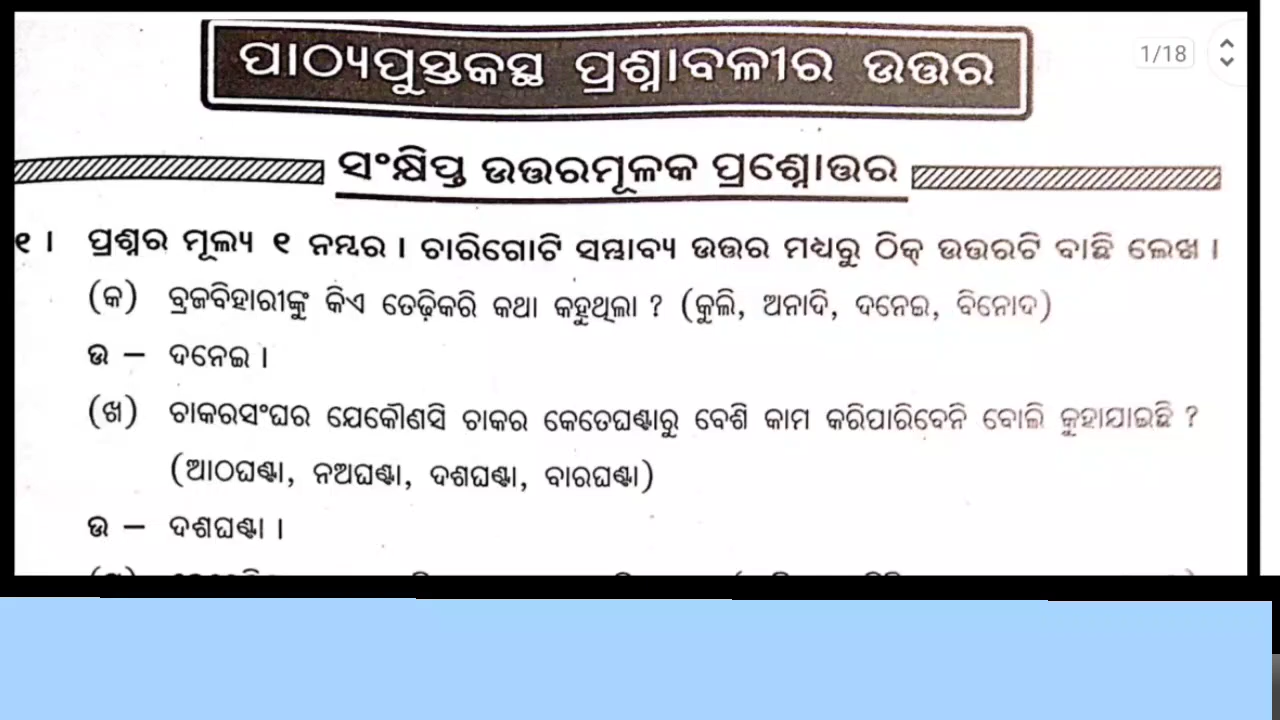 ପାଠ୍ୟପୁସ୍ତକସ୍ଥ ପ୍ରଶ୍ନାବଳୀର ଉତ୍ତର
1/18
ସଂକ୍ଷିପ୍ତ ଉତ୍ତରମୂଳକ ପ୍ରଶ୍ନୋତ୍ତର
୧। ପ୍ରଶ୍ନର ମୂଲ୍ୟ ୧ ନମ୍ବର। ଚାରିଗୋଟି ସମ୍ଭାବ୍ୟ ଉତ୍ତର ମଧ୍ୟରୁ ଠିକ୍ ଉତ୍ତରଟି ବାଛି ଲେଖ।
(କ) ବ୍ରଜବିହାରୀଙ୍କୁ କିଏ ତେଢ଼ିକରି କଥା କହୁଥିଲା ? (କୁଲି, ଅନାଦି, ଦନେଇ, ବିନୋଦ)
ଉ – ଦନେଇ।
(ଖ) ଚାକରସଂଘର ଯେକୌଣସି ଚାକର କେତେଘଣ୍ଟାରୁ ବେଶି କାମ କରିପାରିବେନି ବୋଲି କୁହାଯାଇଛି ?
(ଆଠଘଣ୍ଟା, ନଅଘଣ୍ଟା, ଦଶଘଣ୍ଟା, ବାରଘଣ୍ଟା)
ଉ – ଦଶଘଣ୍ଟା।